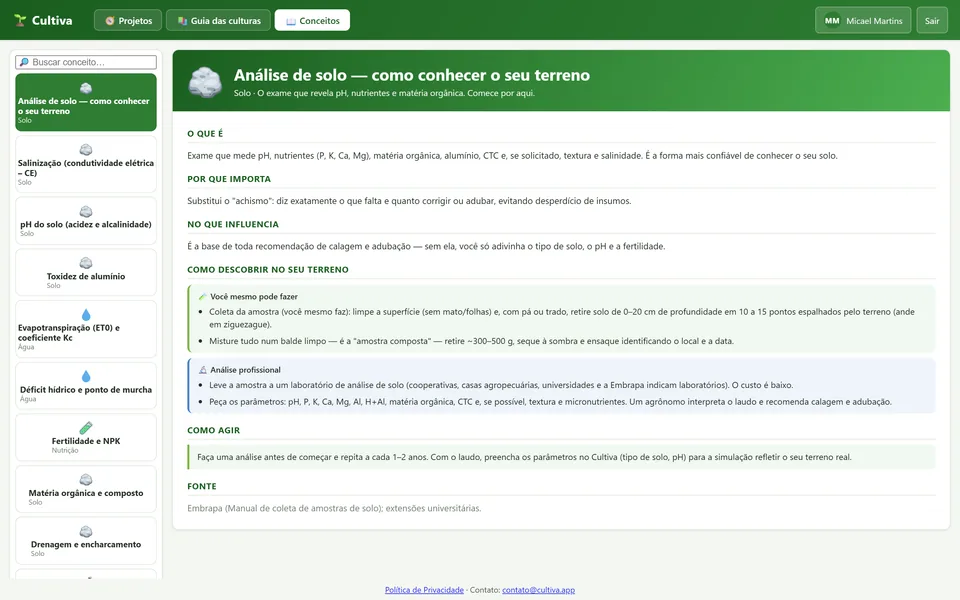 Cultiva
Projetos
Guia das culturas
Conceitos
MM
Micael Martins
Sair
Buscar conceito...
Análise de solo — como conhecer
o seu terreno
Solo
Salinização (condutividade elétrica
– CE)
Solo
pH do solo (acidez e alcalinidade)
Solo
Toxidez de alumínio
Solo
Evapotranspiração (ET0) e
coeficiente Kc
Água
Déficit hídrico e ponto de murcha
Água
Fertilidade e NPK
Nutrição
Matéria orgânica e composto
Solo
Drenagem e encharcamento
Solo
Análise de solo — como conhecer o seu terreno
Solo · O exame que revela pH, nutrientes e matéria orgânica. Comece por aqui.
O QUE É
Exame que mede pH, nutrientes (P, K, Ca, Mg), matéria orgânica, alumínio, CTC e, se solicitado, textura e salinidade. É a forma mais confiável de conhecer o seu solo.
POR QUE IMPORTA
Substitui o "achismo": diz exatamente o que falta e quanto corrigir ou adubar, evitando desperdício de insumos.
NO QUE INFLUENCIA
É a base de toda recomendação de calagem e adubação — sem ela, você só adivinha o tipo de solo, o pH e a fertilidade.
COMO DESCOBRIR NO SEU TERRENO
Você mesmo pode fazer
• Coleta da amostra (você mesmo faz): limpe a superfície (sem mato/folhas) e, com pá ou trado, retire solo de 0–20 cm de profundidade em 10 a 15 pontos espalhados pelo terreno (ande
em ziguezague).
• Misture tudo num balde limpo — é a "amostra composta" — retire ~300–500 g, seque à sombra e ensaque identificando o local e a data.
Análise profissional
• Leve a amostra a um laboratório de análise de solo (cooperativas, casas agropecuárias, universidades e a Embrapa indicam laboratórios). O custo é baixo.
• Peça os parâmetros: pH, P, K, Ca, Mg, Al, H+Al, matéria orgânica, CTC e, se possível, textura e micronutrientes. Um agrônomo interpreta o laudo e recomenda calagem e adubação.
COMO AGIR
Faça uma análise antes de começar e repita a cada 1–2 anos. Com o laudo, preencha os parâmetros no Cultiva (tipo de solo, pH) para a simulação refletir o seu terreno real.
FONTE
Embrapa (Manual de coleta de amostras de solo); extensões universitárias.
Política de Privacidade · Contato: contato@cultiva.app